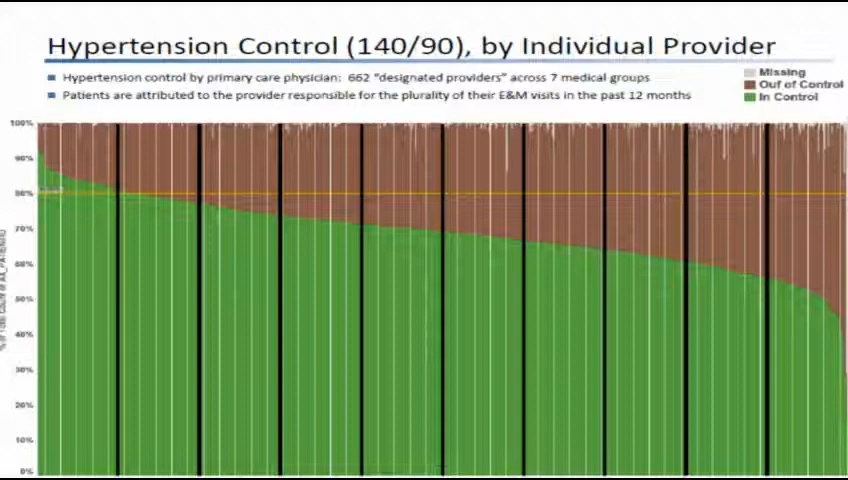 Hypertension Control (140/90), by Individual Provider
Hypertension control by primary care physician: 662 "designated providers" across 7 medical groups
Patients are attributed to the provider responsible for the plurality of their E&M visits in the past 12 months
Missing
Out of Control
In Control
100%
90%
80%
70%
60%
50%
40%
30%
20%
10%
0%